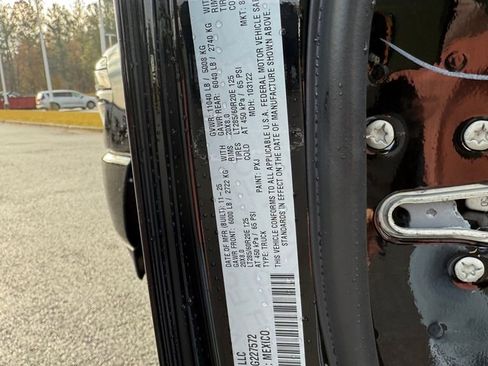 LLC
G227572
: MEXICO
DATE OF MFR (BUILT): 11-25
GVWR: 11040 LB / 5008 KG
GAWR FRONT: 6000 LB / 2722 KG WITH
GAWR REAR: 6040 LB / 2740 KG WITH
20X8.0 RIMS
20X8.0 RIMS
LT285/60R20E 125 TIRES
LT285/60R20E 125 TIRES
AT 450 kPa / 65 PSI COLD
AT 450 kPa / 65 PSI COLD
TYPE: TRUCK PAINT: PXJ MDH: 103122 MKT:
THIS VEHICLE CONFORMS TO ALL APPLICABLE U.S.A. FEDERAL MOTOR VEHICLE
STANDARDS IN EFFECT ON THE DATE OF MANUFACTURE SHOWN ABOVE.